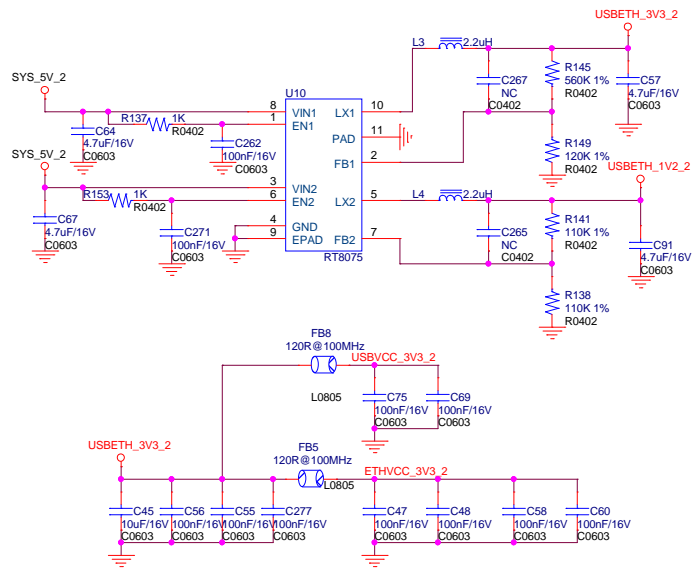 USBETH_3V3_2
L3 2.2uH
SYS_5V_2
U10
C267
NC
C0402
R145
560K 1%
R0402
C57
4.7uF/16V
C0603
R137 1K
R0402
8 VIN1 LX1 10
1 EN1
PAD 11
C64
4.7uF/16V
C0603
C262
100nF/16V
C0603
FB1 2
R149
120K 1%
R0402
SYS_5V_2
USBETH_1V2_2
3 VIN2 LX2 5
L4 2.2uH
6 EN2
R153 1K
R0402
C67
4.7uF/16V
C0603
C271
100nF/16V
C0603
4 GND
9 EPAD FB2 7
RT8075
C265
NC
C0402
R141
110K 1%
R0402
C91
4.7uF/16V
C0603
R138
110K 1%
R0402
FB8
120R@100MHz
USBVCC_3V3_2
L0805
C75
100nF/16V
C0603
C69
100nF/16V
C0603
USBETH_3V3_2
FB5
120R@100MHz
L0805
ETHVCC_3V3_2
C45
10uF/16V
C0603
C56
100nF/16V
C0603
C55
100nF/16V
C0603
C277
100nF/16V
C0603
C47
100nF/16V
C0603
C48
100nF/16V
C0603
C58
100nF/16V
C0603
C60
100nF/16V
C0603